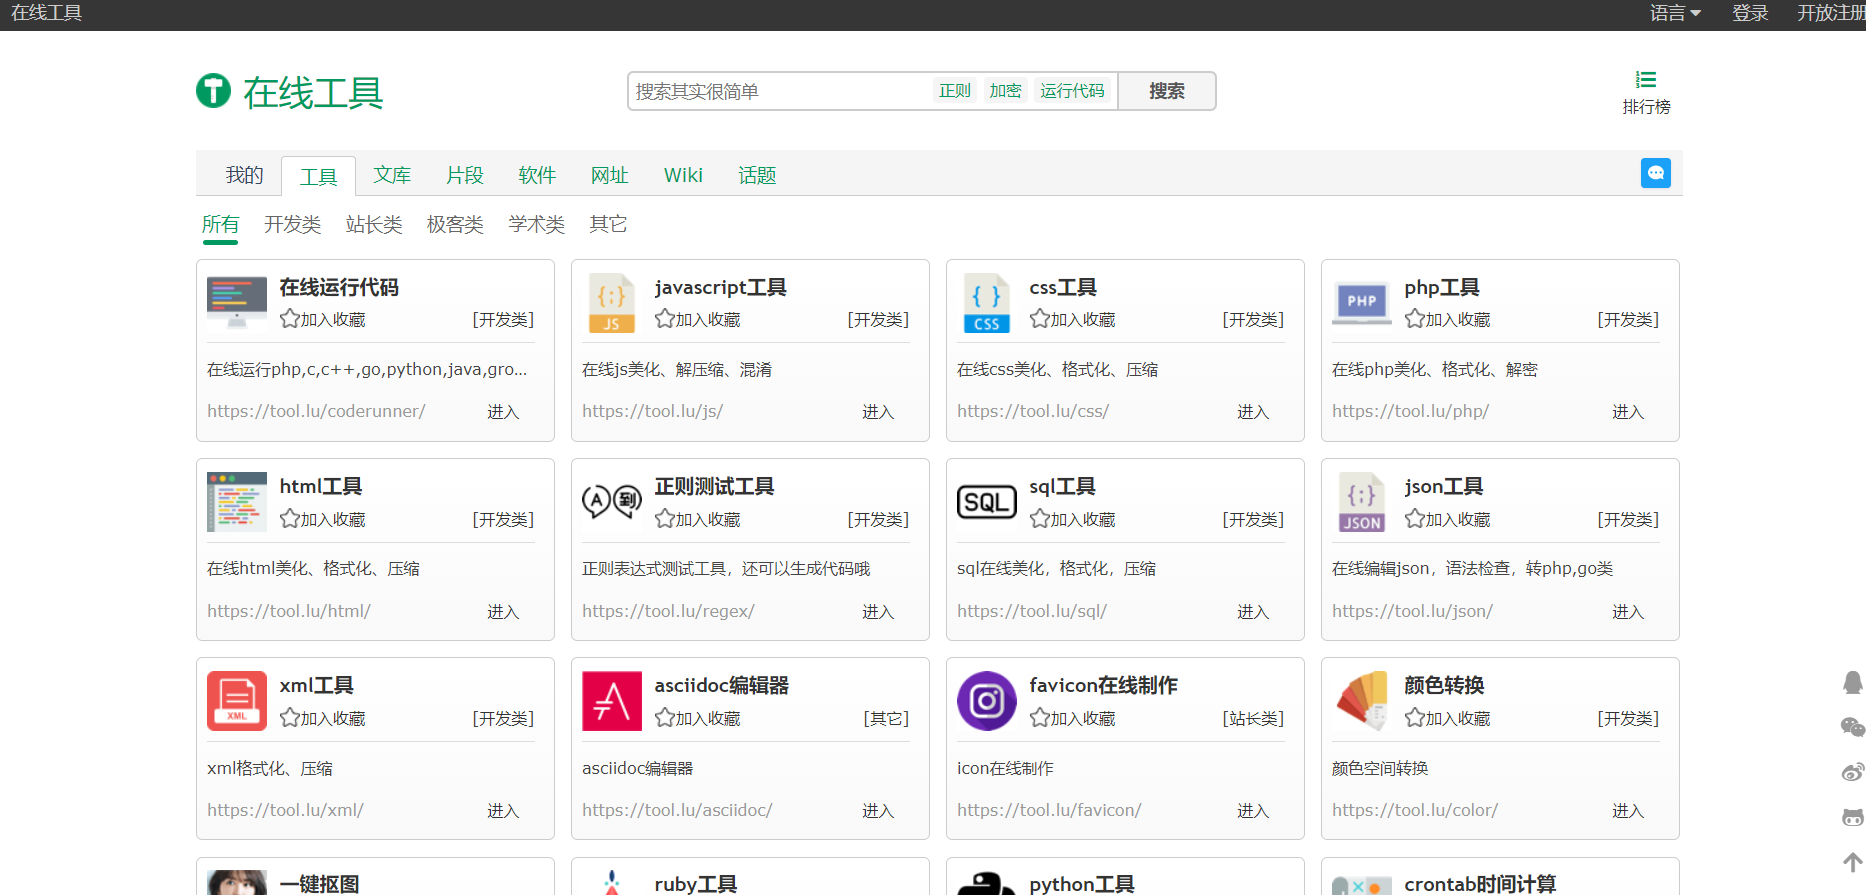 在线工具
语言 登录 开放注册
在线工具
搜索其实很简单 正则 加密 运行代码 搜索
排行榜
我的 工具 文库 片段 软件 网址 Wiki 话题
所有 开发类 站长类 极客类 学术类 其它
在线运行代码
加入收藏 [开发类]
在线运行php,c,c++,go,python,java,gro...
https://tool.lu/coderunner/ 进入
JS
javascript工具
加入收藏 [开发类]
在线js美化、解压缩、混淆
https://tool.lu/js/ 进入
CSS
css工具
加入收藏 [开发类]
在线css美化、格式化、压缩
https://tool.lu/css/ 进入
PHP
php工具
加入收藏 [开发类]
在线php美化、格式化、解密
https://tool.lu/php/ 进入
html工具
加入收藏 [开发类]
在线html美化、格式化、压缩
https://tool.lu/html/ 进入
A 到
正则测试工具
加入收藏 [开发类]
正则表达式测试工具，还可以生成代码哦
https://tool.lu/regex/ 进入
SQL
sql工具
加入收藏 [开发类]
sql在线美化，格式化，压缩
https://tool.lu/sql/ 进入
JSON
json工具
加入收藏 [开发类]
在线编辑json，语法检查，转php,go类
https://tool.lu/json/ 进入
XML
xml工具
加入收藏 [开发类]
xml格式化、压缩
https://tool.lu/xml/ 进入
asciidoc编辑器
加入收藏 [其它]
asciidoc编辑器
https://tool.lu/asciidoc/ 进入
favicon在线制作
加入收藏 [站长类]
icon在线制作
https://tool.lu/favicon/ 进入
颜色转换
加入收藏 [开发类]
颜色空间转换
https://tool.lu/color/ 进入
一键抠图
ruby工具
python工具
crontab时间计算